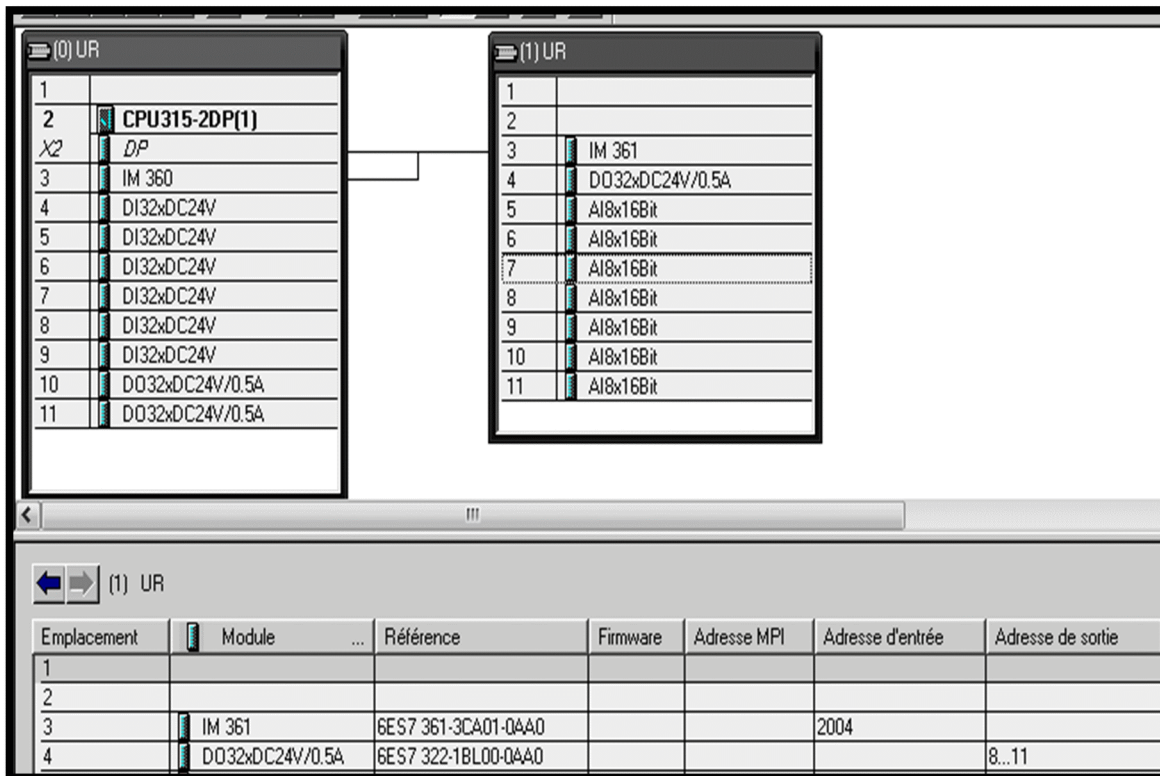 (0) UR
1
2 CPU315-2DP(1)
X2 DP
3 IM 360
4 DI32xDC24V
5 DI32xDC24V
6 DI32xDC24V
7 DI32xDC24V
8 DI32xDC24V
9 DI32xDC24V
10 DO32xDC24V/0.5A
11 DO32xDC24V/0.5A
(1) UR
1
2
3 IM 361
4 DO32xDC24V/0.5A
5 AI8x16Bit
6 AI8x16Bit
7 AI8x16Bit
8 AI8x16Bit
9 AI8x16Bit
10 AI8x16Bit
11 AI8x16Bit
(1) UR
Emplacement Module ... Référence Firmware Adresse MPI Adresse d'entrée Adresse de sortie
1
2
3 IM 361 6ES7 361-3CA01-0AA0 2004
4 DO32xDC24V/0.5A 6ES7 322-1BL00-0AA0 8...11